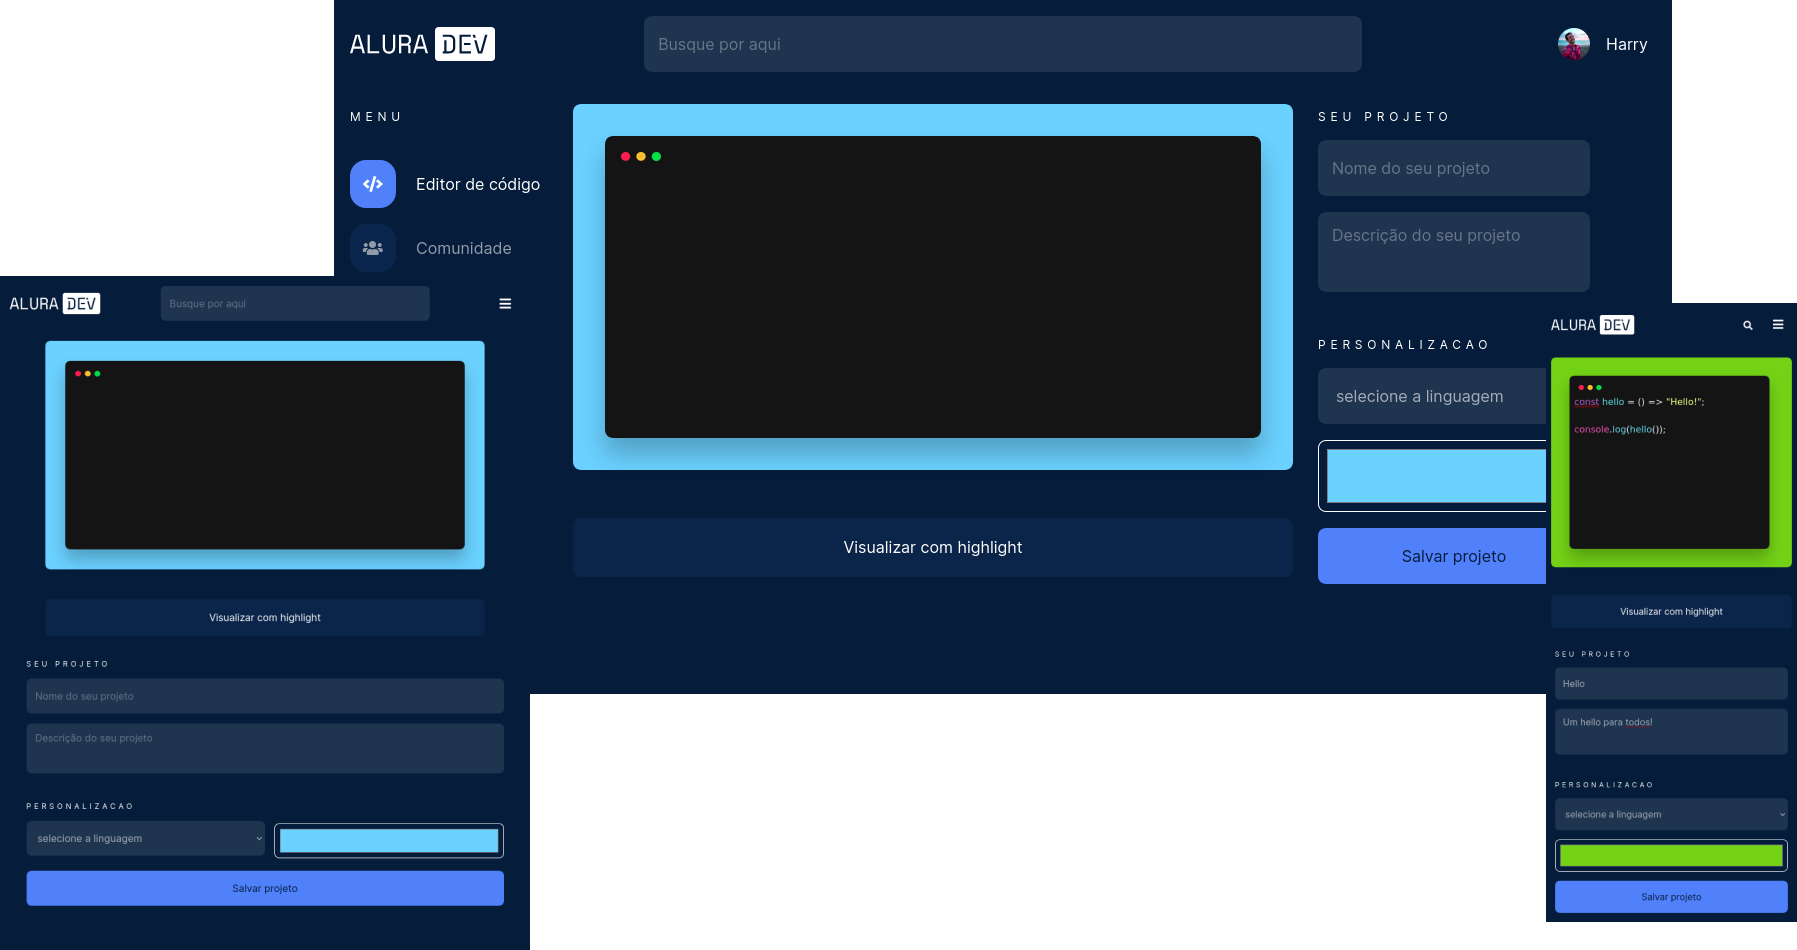 ALURA DEV
Busque por aqui
Harry
MENU
Editor de código
Comunidade
SEU PROJETO
Nome do seu projeto
Descrição do seu projeto
PERSONALIZACAO
selecione a linguagem
Visualizar com highlight
Salvar projeto
ALURA DEV
Busque por aqui
Visualizar com highlight
SEU PROJETO
Nome do seu projeto
Descrição do seu projeto
PERSONALIZACAO
selecione a linguagem
Salvar projeto
ALURA DEV
const hello = () => "Hello!";
console.log(hello());
Visualizar com highlight
SEU PROJETO
Hello
Um hello para todos!
PERSONALIZACAO
selecione a linguagem
Salvar projeto